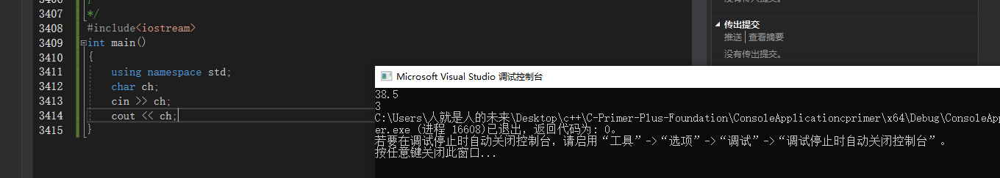 3406
}
3407
*/
3408
#include<iostream>
3409
int main()
3410
{
3411
using namespace std;
3412
char ch;
3413
cin >> ch;
3414
cout << ch;
3415
}
传出提交
推送 | 查看摘要
没有传出提交。
Microsoft Visual Studio 调试控制台
38.5
3
C:\Users\人就是人的未来\Desktop\c++\C-Primer-Plus-Foundation\ConsoleApplicationcprimer\x64\Debug\ConsoleApp
er.exe (进程 16608)已退出，返回代码为: 0。
若要在调试停止时自动关闭控制台，请启用“工具”->“选项”->“调试”->“调试停止时自动关闭控制台”。
按任意键关闭此窗口...